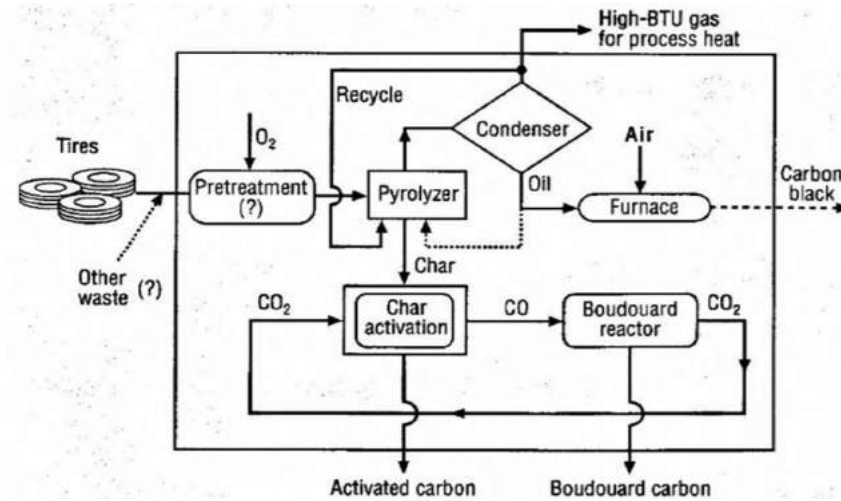 High-BTU gas
for process heat
Recycle
Condenser
O2
Tires
Air
Pretreatment
(?)
Pyrolyzer
Oil
Furnace
Carbon
black
Other
waste (?)
Char
CO2
Char
activation
CO
Boudouard
reactor
CO2
Activated carbon
Boudouard carbon